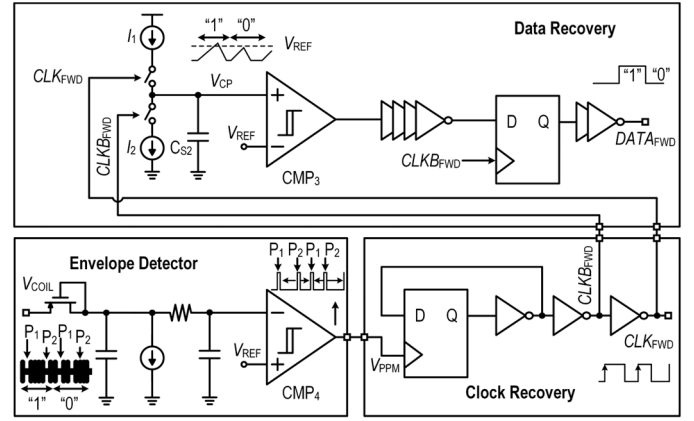 Data Recovery
I1
"1" "0"
VREF
CLKFWD
VCP
"1" "0"
CLKBFWD
VREF
I2
CS2
CMP3
D Q
CLKBFWD
DATAFWD
Envelope Detector
P1 P2 P1 P2
VCOIL
P1 P2 P1 P2
"1" "0"
VREF
CMP4
VPPM
D Q
CLKBFWD
CLKFWD
Clock Recovery